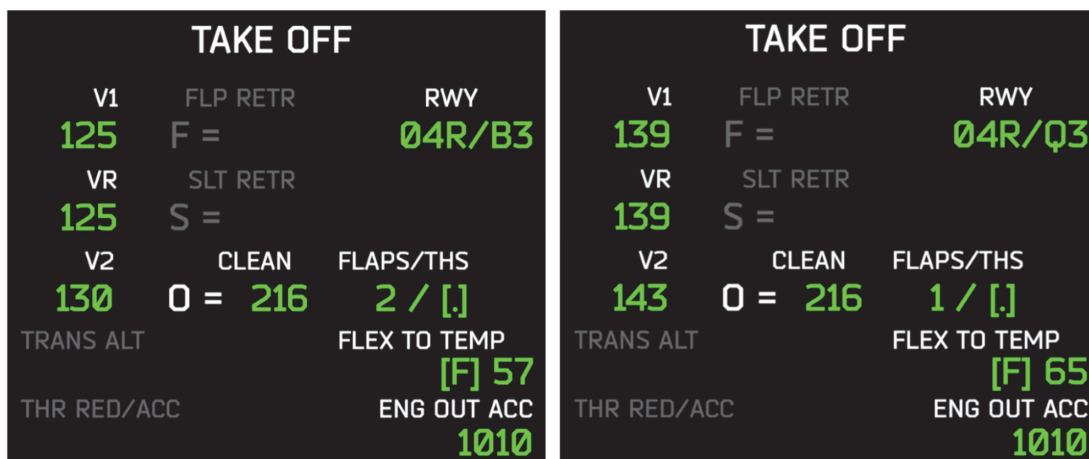 TAKE OFF
V1 FLP RETR RWY
125 F = 04R/B3
VR SLT RETR
125 S =
V2 CLEAN FLAPS/THS
130 O = 216 2 / [.]
TRANS ALT FLEX TO TEMP
[F] 57
THR RED/ACC ENG OUT ACC
1010
TAKE OFF
V1 FLP RETR RWY
139 F = 04R/Q3
VR SLT RETR
139 S =
V2 CLEAN FLAPS/THS
143 O = 216 1 / [.]
TRANS ALT FLEX TO TEMP
[F] 65
THR RED/ACC ENG OUT ACC
1010